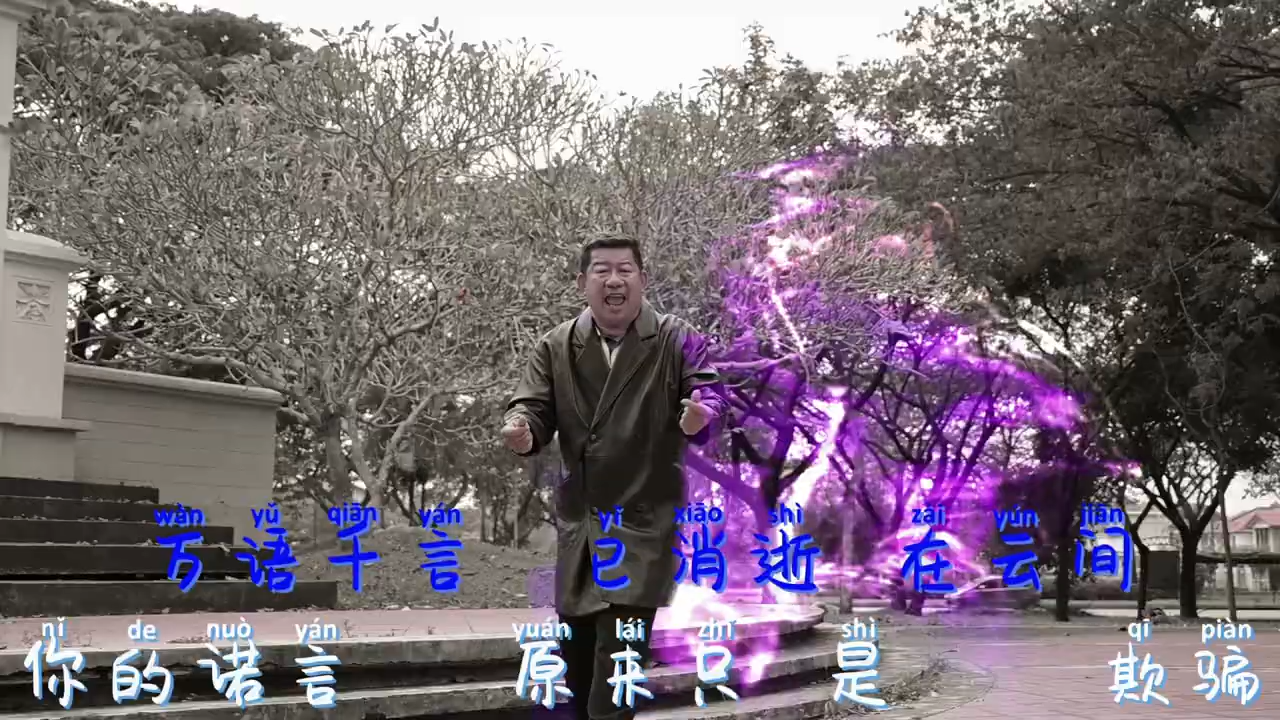 wàn yǔ qiān yán yǐ xiāo shì zāi yún jiān
万语千言 已消逝 在云间
nǐ de nuò yán yuán lái zhǐ shì qī piàn
你的诺言 原来只是 欺骗